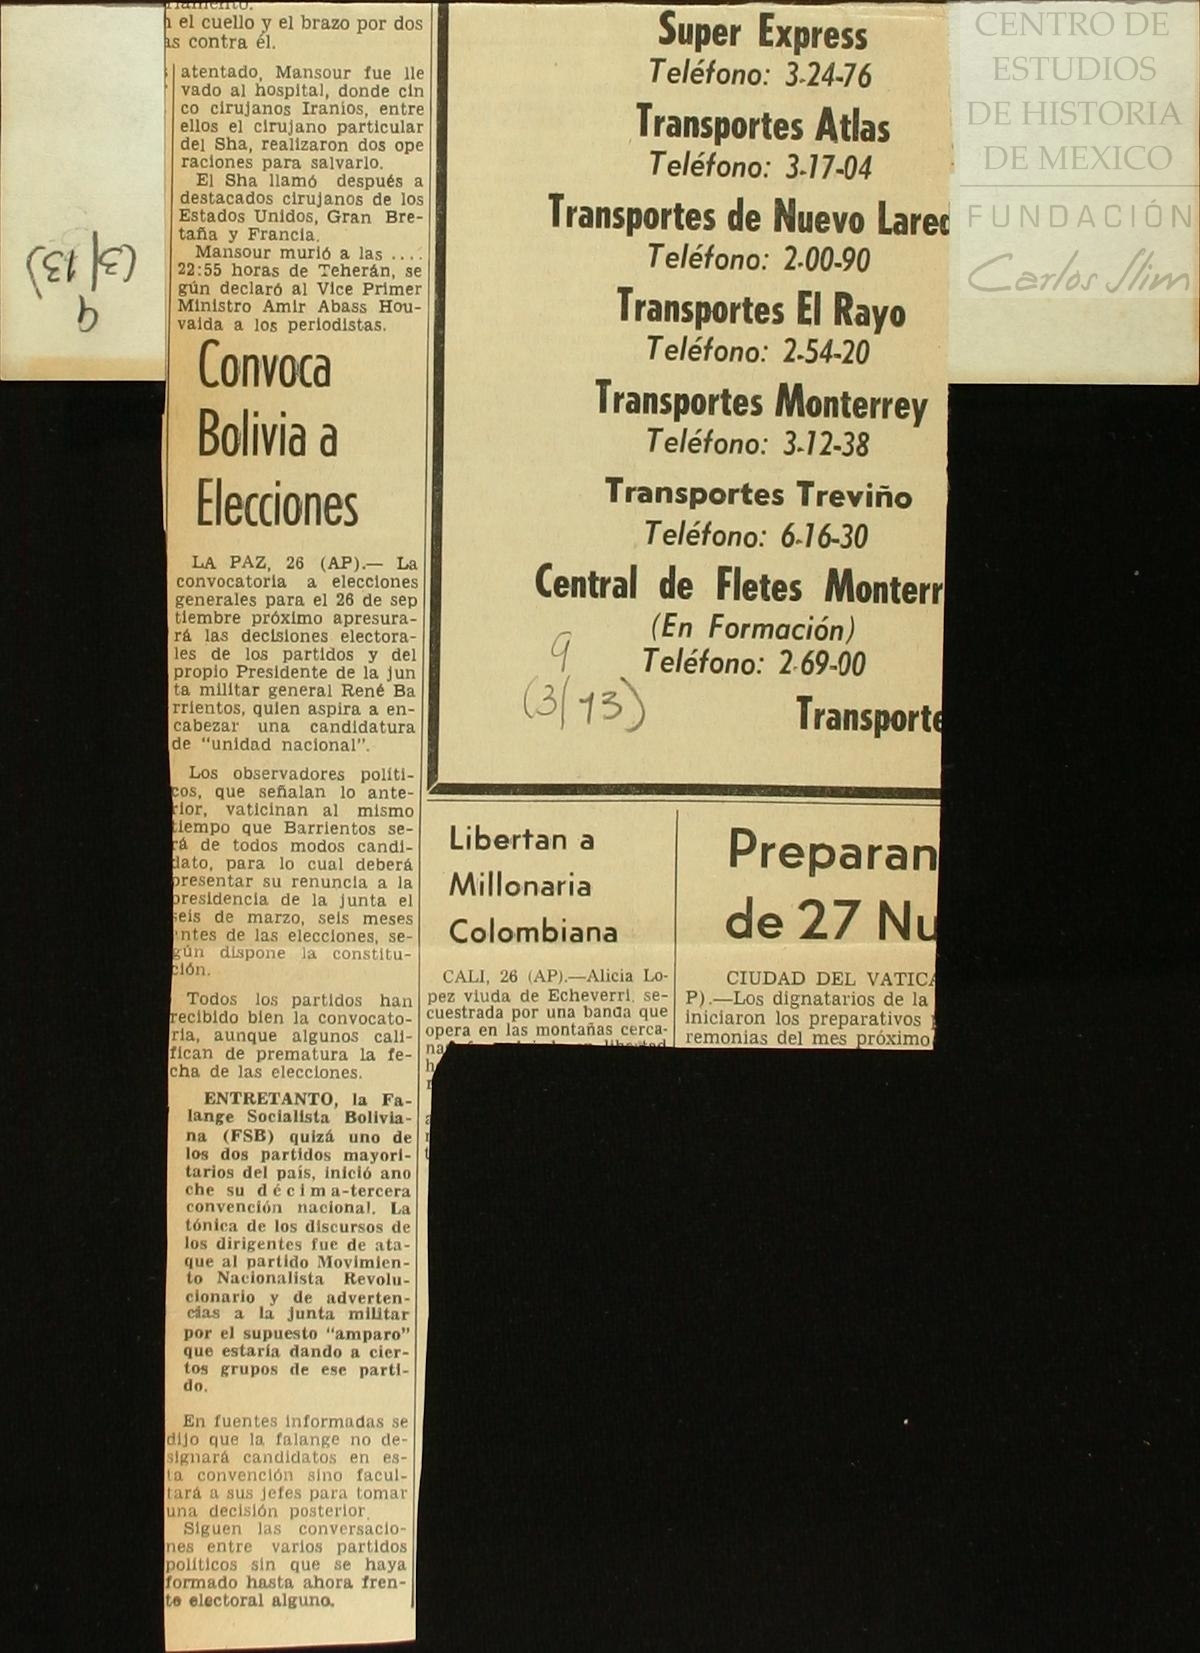 n el cuello y el brazo por dos
as contra él.
atentado, Mansour fue lle
vado al hospital, donde cin
co cirujanos Iraníos, entre
ellos el cirujano particular
del Sha, realizaron dos ope
raciones para salvarlo.
El Sha llamó después a
destacados cirujanos de los
Estados Unidos, Gran Bre-
taña y Francia.
Mansour murió a las ....
22:55 horas de Teherán, se
gún declaró al Vice Primer
Ministro Amir Abass Hou-
vaida a los periodistas.
Convoca
Bolivia a
Elecciones
LA PAZ, 26 (AP).— La
convocatoria a elecciones
generales para el 26 de sep
tiembre próximo apresura-
rá las decisiones electora-
les de los partidos y del
propio Presidente de la jun
ta militar general René Ba
rrientos, quien aspira a en-
cabezar una candidatura
de "unidad nacional".
Los observadores políti-
cos, que señalan lo ante-
rior, vaticinan al mismo
tiempo que Barrientos se-
rá de todos modos candi-
dato, para lo cual deberá
presentar su renuncia a la
presidencia de la junta el
seis de marzo, seis meses
antes de las elecciones, se-
gún dispone la constitu-
ción.
Todos los partidos han
recibido bien la convocato-
ria, aunque algunos cali-
fican de prematura la fe-
cha de las elecciones.
ENTRETANTO, la Fa-
lange Socialista Bolivia-
na (FSB) quizá uno de
los dos partidos mayori-
tarios del país, inició ano
che su décima-tercera
convención nacional. La
tónica de los discursos de
los dirigentes fue de ata-
que al partido Movimien-
to Nacionalista Revolu-
cionario y de adverten-
cias a la junta militar
por el supuesto "amparo"
que estaría dando a cier-
tos grupos de ese parti-
do.
En fuentes informadas se
dijo que la falange no de-
signará candidatos en es-
ta convención sino facul-
tará a sus jefes para tomar
una decisión posterior.
Siguen las conversacio-
nes entre varios partidos
políticos sin que se haya
formado hasta ahora fren-
te electoral alguno.
Super Express
Teléfono: 3-24-76
Transportes Atlas
Teléfono: 3-17-04
Transportes de Nuevo Lared
Teléfono: 2-00-90
Transportes El Rayo
Teléfono: 2-54-20
Transportes Monterrey
Teléfono: 3-12-38
Transportes Treviño
Teléfono: 6-16-30
Central de Fletes Monterr
(En Formación)
Teléfono: 2-69-00
Transporte
9
(3/13)
Libertan a
Millonaria
Colombiana
CALI, 26 (AP).—Alicia Lo-
pez viuda de Echeverri, se-
cuestrada por una banda que
opera en las montañas cerca-
Preparan
de 27 Nu
CIUDAD DEL VATICA
P).—Los dignatarios de la
iniciaron los preparativos
remonias del mes próximo
9
(3/13)
CENTRO DE
ESTUDIOS
DE HISTORIA
DE MEXICO
FUNDACIÓN
Carlos Slim